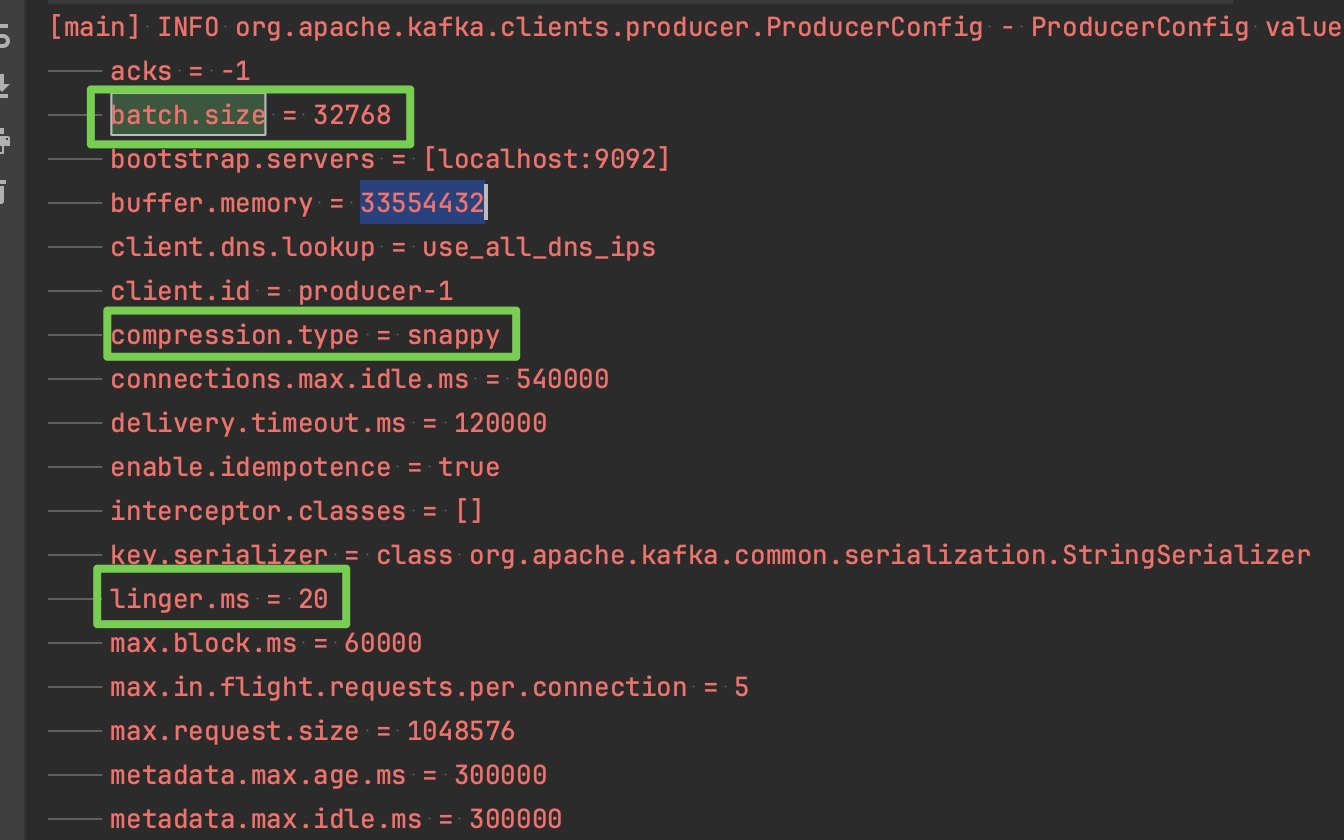 [main] INFO org.apache.kafka.clients.producer.ProducerConfig - ProducerConfig value
acks = -1
batch.size = 32768
bootstrap.servers = [localhost:9092]
buffer.memory = 33554432
client.dns.lookup = use_all_dns_ips
client.id = producer-1
compression.type = snappy
connections.max.idle.ms = 540000
delivery.timeout.ms = 120000
enable.idempotence = true
interceptor.classes = []
key.serializer = class org.apache.kafka.common.serialization.StringSerializer
linger.ms = 20
max.block.ms = 60000
max.in.flight.requests.per.connection = 5
max.request.size = 1048576
metadata.max.age.ms = 300000
metadata.max.idle.ms = 300000